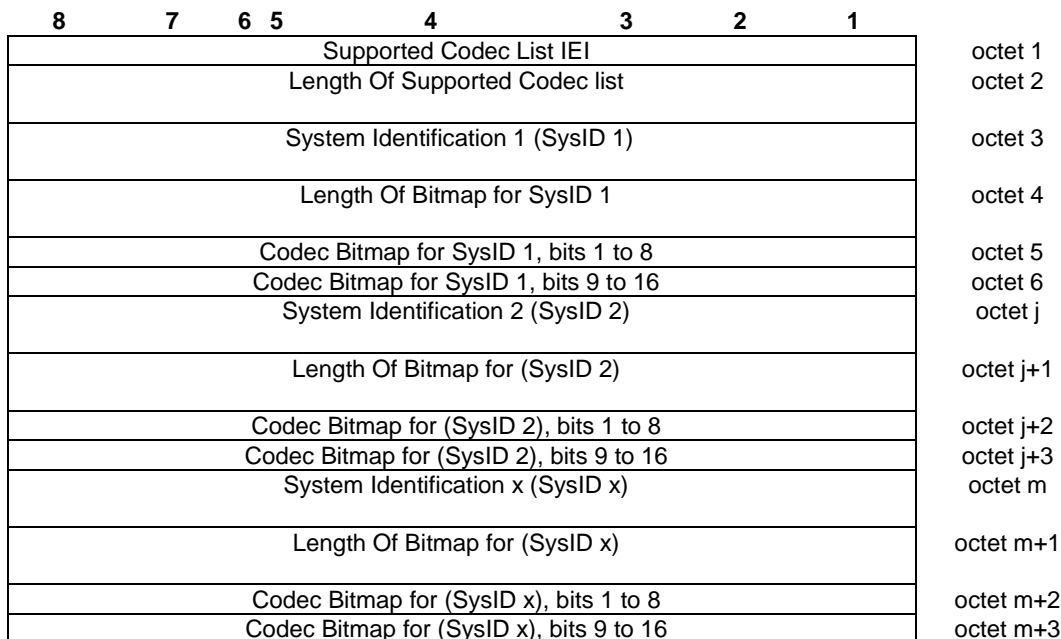 8 7 6 5 4 3 2 1
Supported Codec List IEI octet 1
Length Of Supported Codec list octet 2
System Identification 1 (SysID 1) octet 3
Length Of Bitmap for SysID 1 octet 4
Codec Bitmap for SysID 1, bits 1 to 8 octet 5
Codec Bitmap for SysID 1, bits 9 to 16 octet 6
System Identification 2 (SysID 2) octet j
Length Of Bitmap for (SysID 2) octet j+1
Codec Bitmap for (SysID 2), bits 1 to 8 octet j+2
Codec Bitmap for (SysID 2), bits 9 to 16 octet j+3
System Identification x (SysID x) octet m
Length Of Bitmap for (SysID x) octet m+1
Codec Bitmap for (SysID x), bits 1 to 8 octet m+2
Codec Bitmap for (SysID x), bits 9 to 16 octet m+3